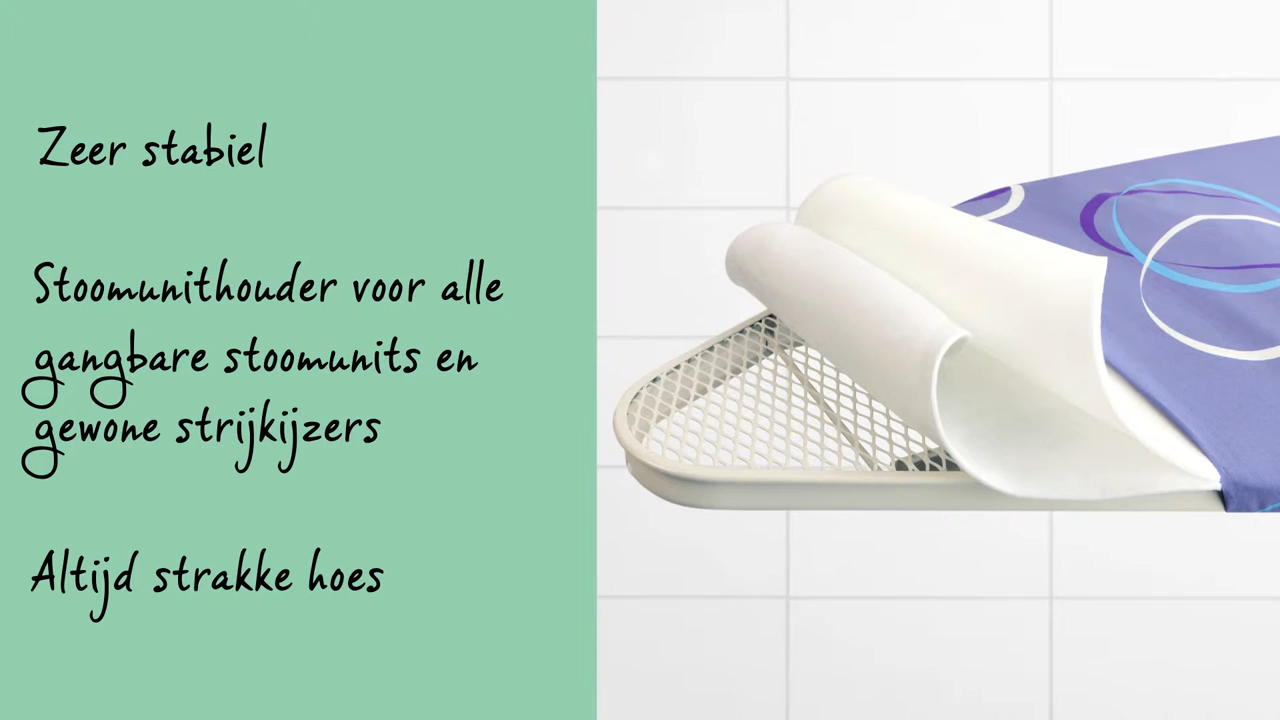 Zeer stabiel
Stoomunithouder voor alle
gangbare stoomunits en
gewone strijkijzers
Altijd strakke hoes